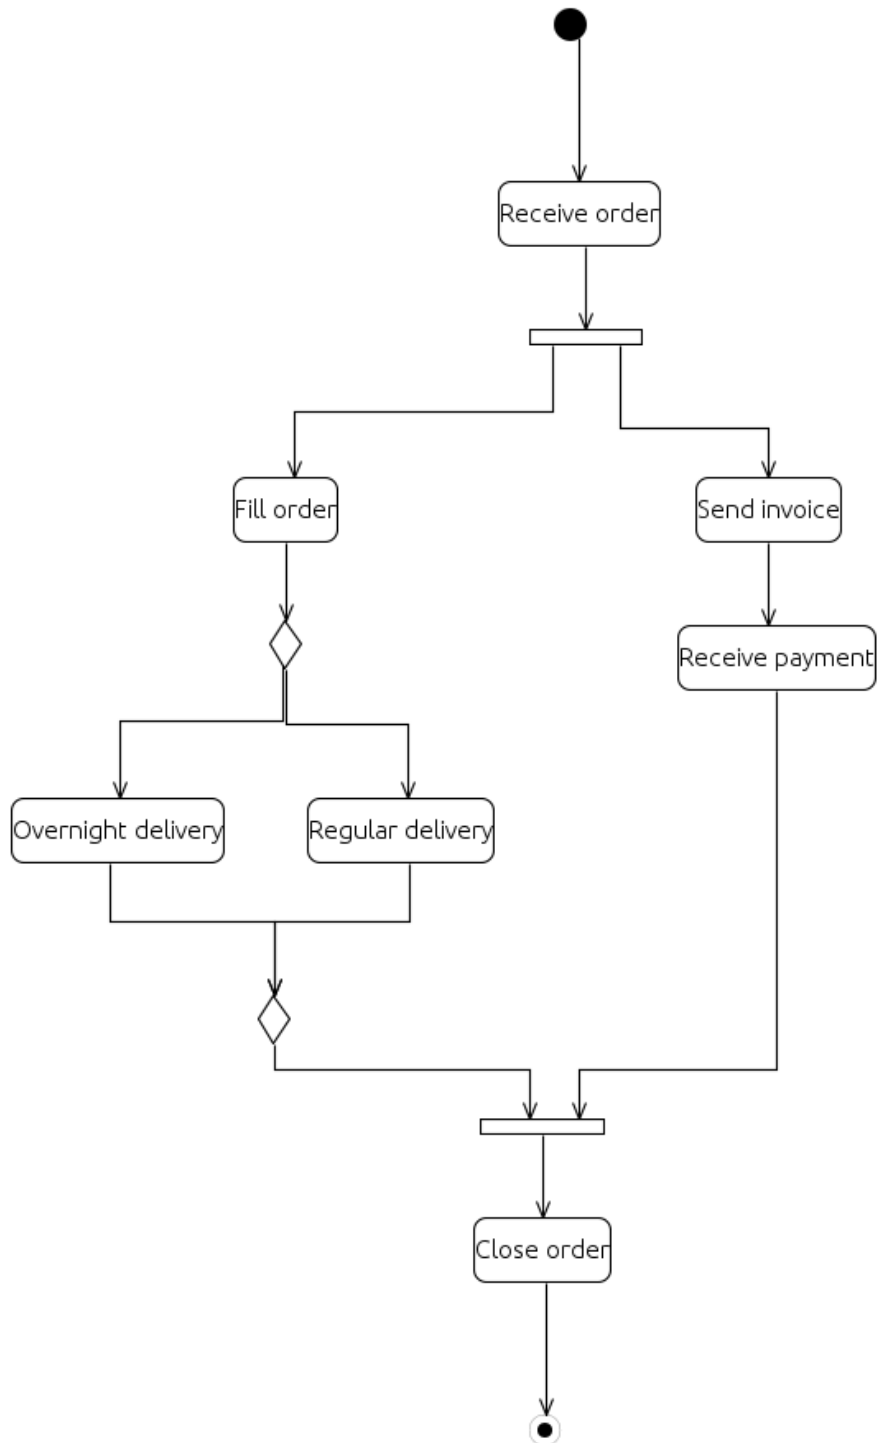 Receive order
Fill order
Send invoice
Receive payment
Overnight delivery
Regular delivery
Close order